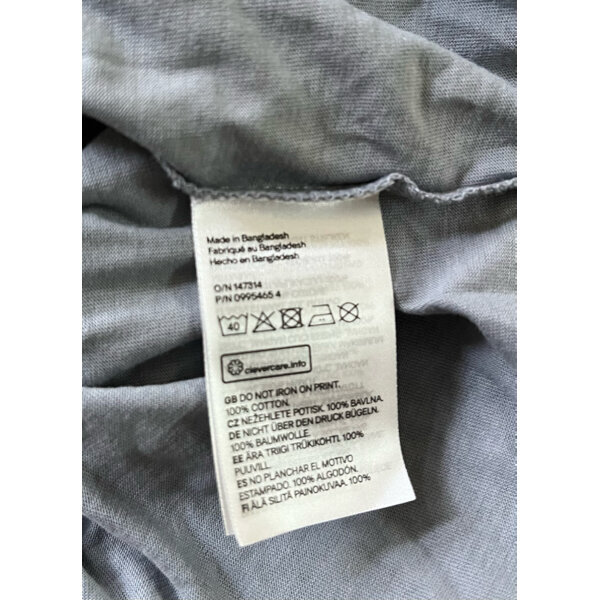 Made in Bangladesh
Fabriqué au Bangladesh
Hecho en Bangladesh
O/N 147314
P/N 0995465 4
40
clevercare.info
GB DO NOT IRON ON PRINT.
100% COTTON.
CZ NEŽEHLETE POTISK. 100% BAVLNA.
DE NICHT ÜBER DEN DRUCK BÜGELN.
100% BAUMWOLLE.
EE ÄRA TRIIGI TRÜKIKOHTI. 100%
PUUVILL.
ES NO PLANCHAR EL MOTIVO
ESTAMPADO. 100% ALGODÓN.
FI ÄLÄ SILITÄ PAINOKUVAA. 100%